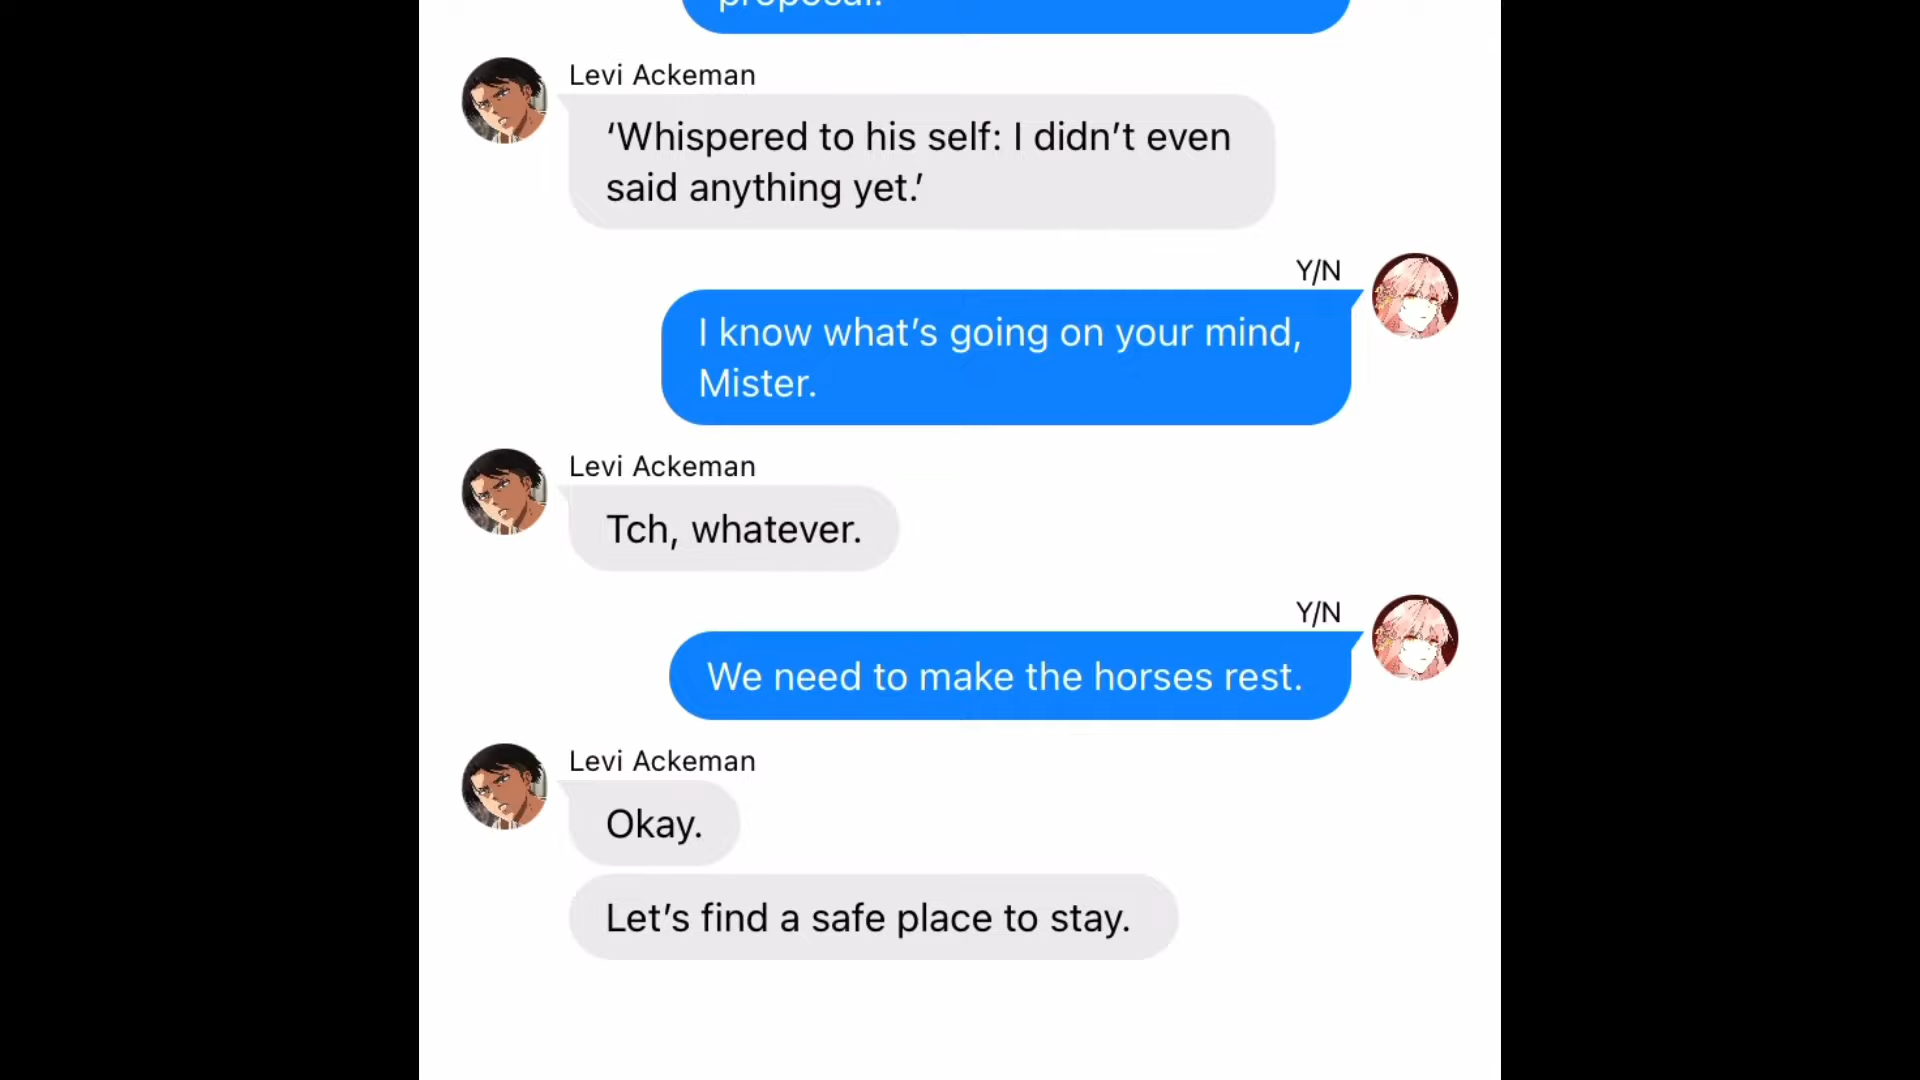 proposal.
Levi Ackeman
‘Whispered to his self: I didn’t even
said anything yet.’
Y/N
I know what’s going on your mind,
Mister.
Levi Ackeman
Tch, whatever.
Y/N
We need to make the horses rest.
Levi Ackeman
Okay.
Let’s find a safe place to stay.